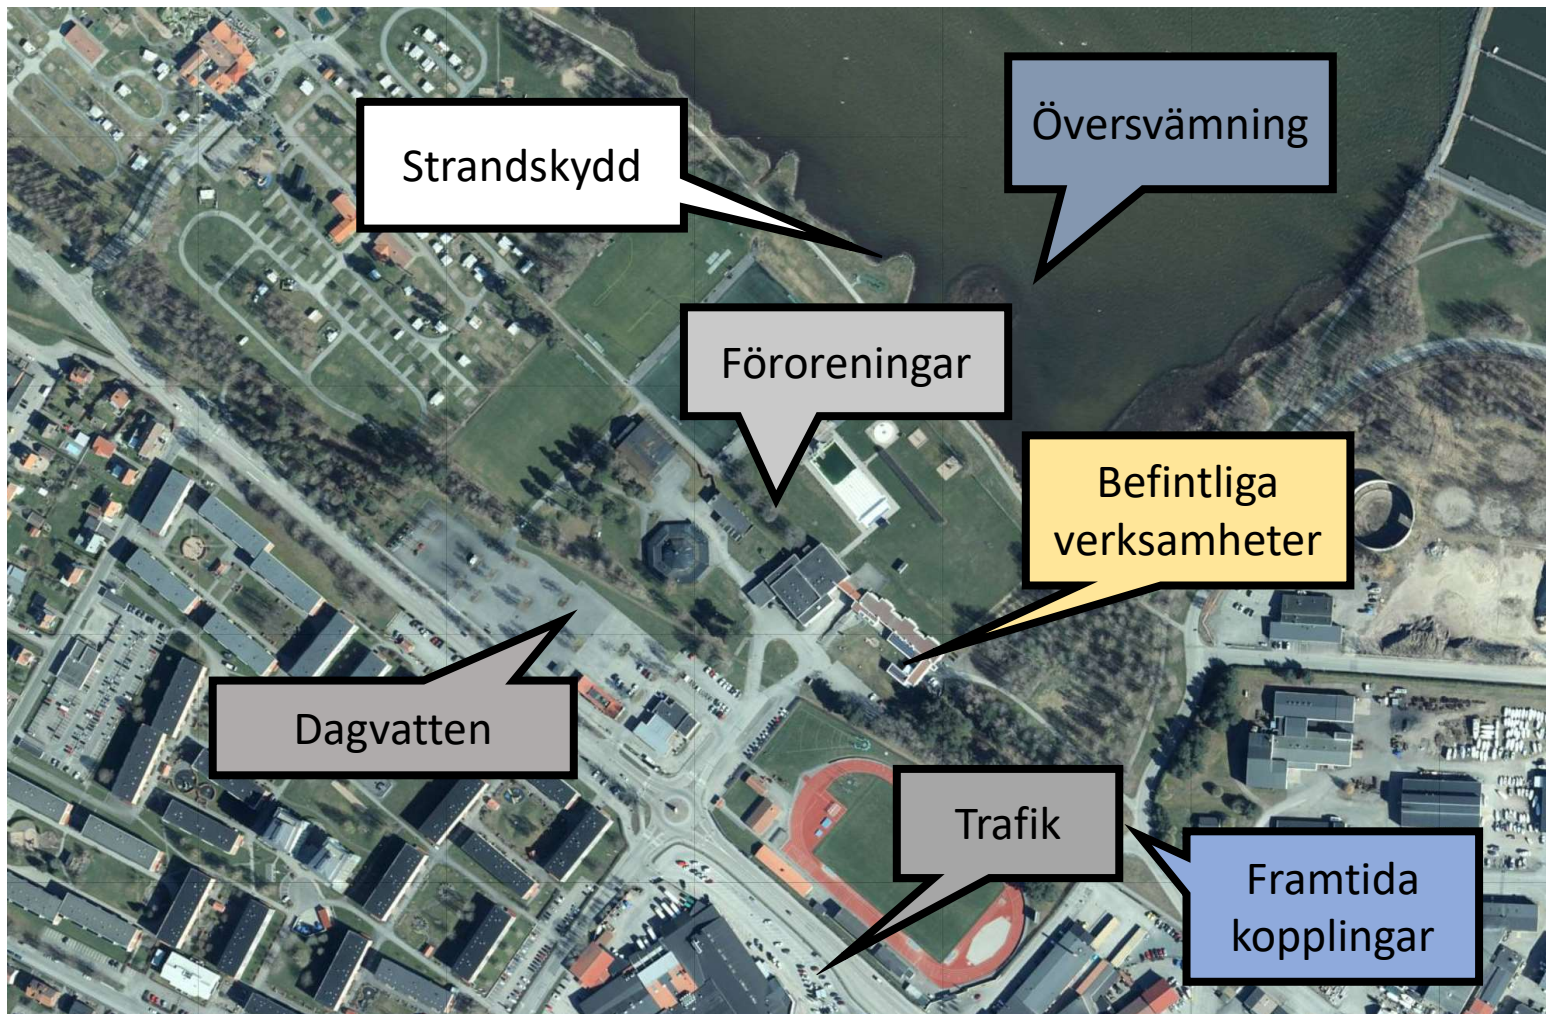 Översvämning
Strandskydd
Föroreningar
Befintliga
verksamheter
Dagvatten
Trafik
Framtida
kopplingar